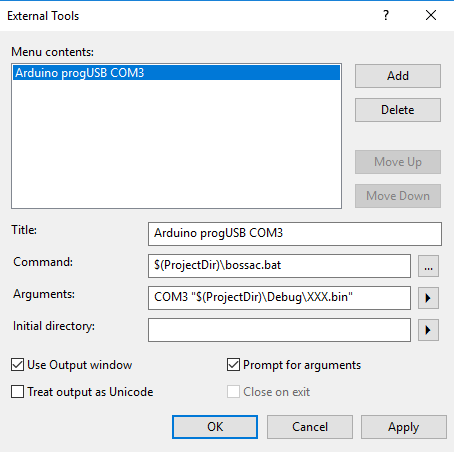 External Tools
Menu contents:
Arduino progUSB COM3
Add
Delete
Move Up
Move Down
Title:
Arduino progUSB COM3
Command:
$(ProjectDir)\bossac.bat
...
Arguments:
COM3 "$(ProjectDir)\Debug\XXX.bin"
Initial directory:
Use Output window
Prompt for arguments
Treat output as Unicode
Close on exit
OK
Cancel
Apply